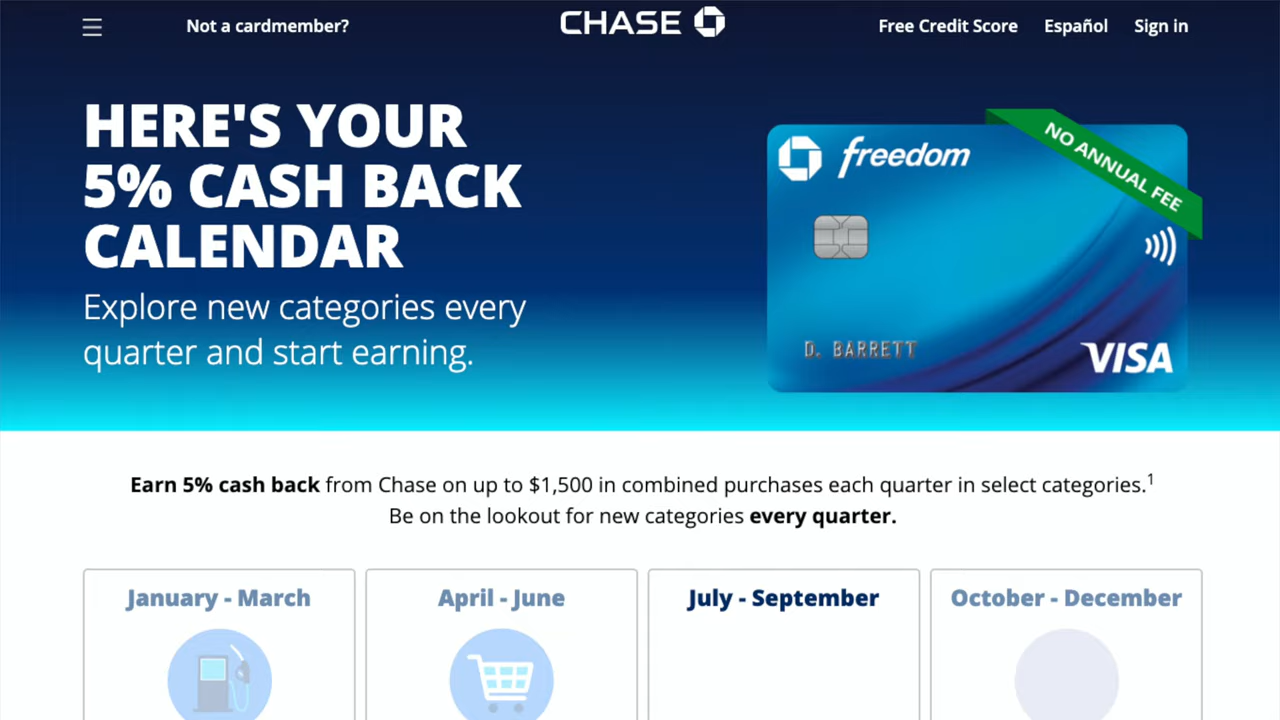 Not a cardmember?
CHASE
Free Credit Score
Español
Sign in
HERE'S YOUR
5% CASH BACK
CALENDAR
Explore new categories every
quarter and start earning.
freedom
NO ANNUAL FEE
D. BARRETT
VISA
Earn 5% cash back from Chase on up to $1,500 in combined purchases each quarter in select categories.1
Be on the lookout for new categories every quarter.
January - March
April - June
July - September
October - December